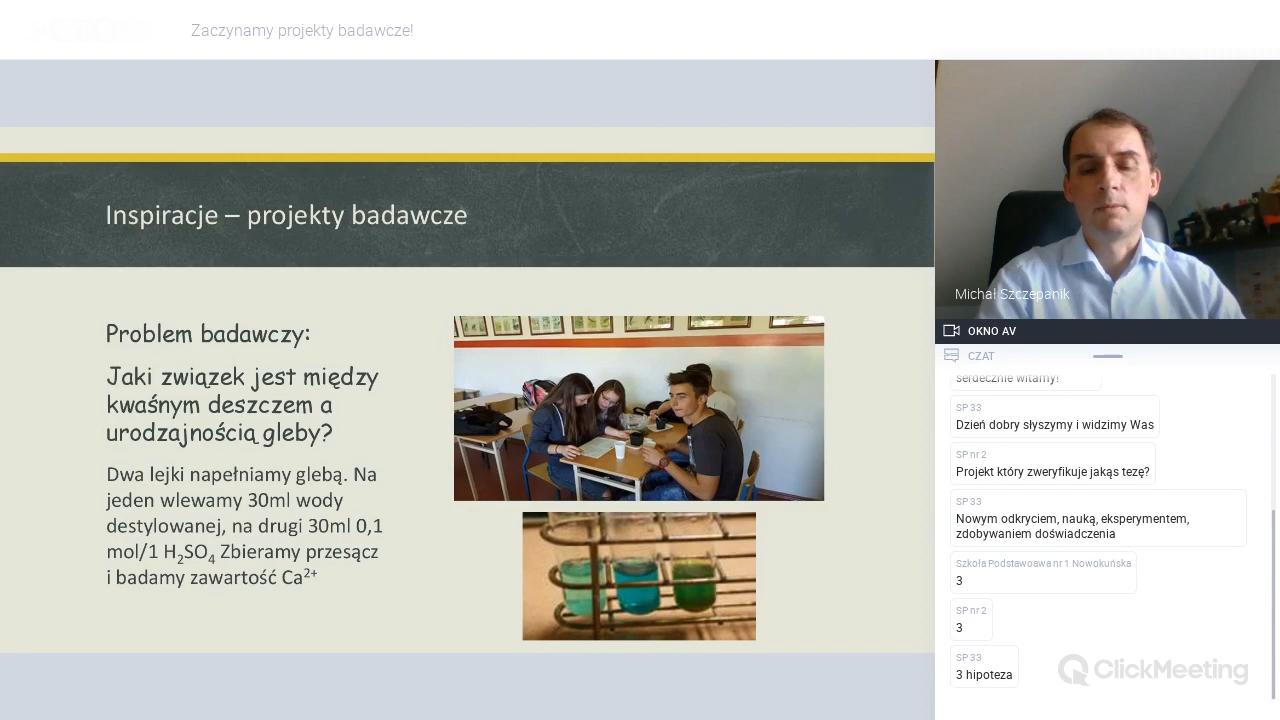 Zaczynamy projekty badawcze!
Inspiracje – projekty badawcze
Problem badawczy:
Jaki związek jest między
kwaśnym deszczem a
urodzajnością gleby?
Dwa lejki napełniamy glebą. Na
jeden wlewamy 30ml wody
destylowanej, na drugi 30ml 0,1
mol/1 H₂SO₄ Zbieramy przesącz
i badamy zawartość Ca²⁺
Michał Szczepanik
OKNO AV
CZAT
serdecznie witamy!
SP 33
Dzień dobry słyszymy i widzimy Was
SP nr 2
Projekt który zweryfikuje jakąs tezę?
SP 33
Nowym odkryciem, nauką, eksperymentem,
zdobywaniem doświadczenia
Szkoła Podstawoawa nr 1 Nowokuńska
3
SP nr 2
3
SP 33
3 hipoteza
ClickMeeting